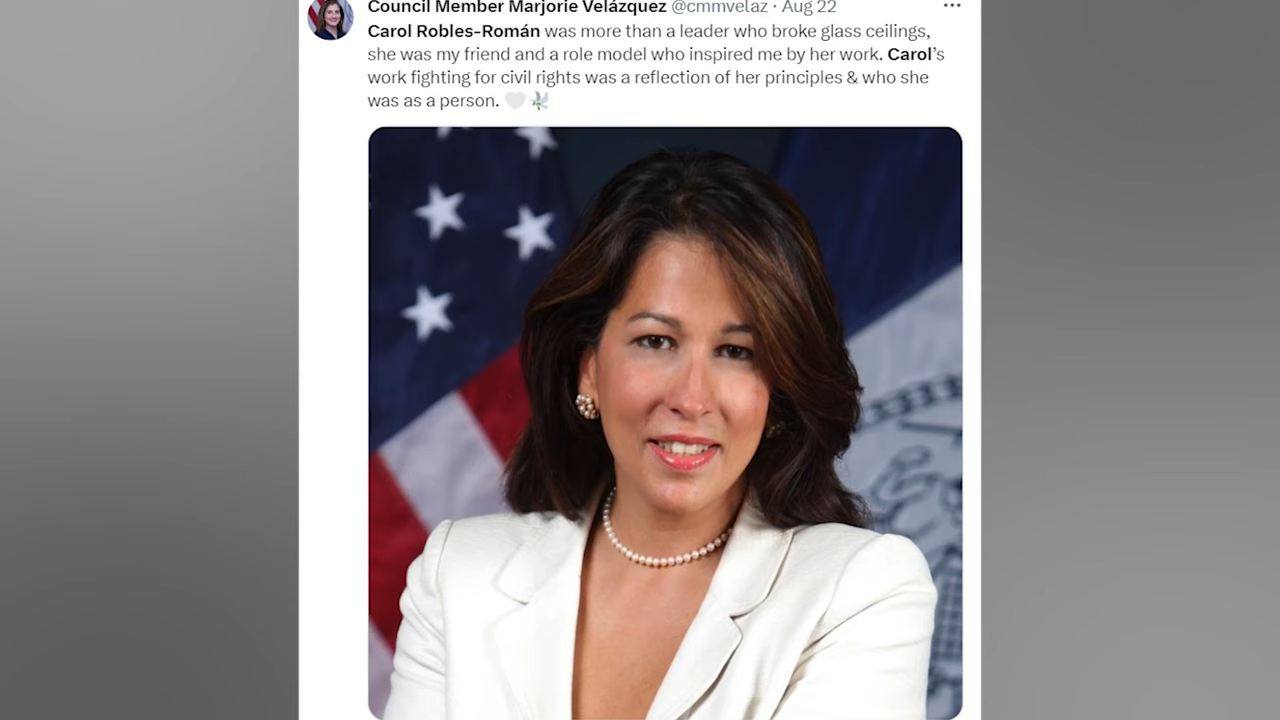 Council Member Marjorie Velázquez @cmmvelaz · Aug 22 ···
Carol Robles-Román was more than a leader who broke glass ceilings,
she was my friend and a role model who inspired me by her work. Carol's
work fighting for civil rights was a reflection of her principles & who she
was as a person. 🤍 🕊